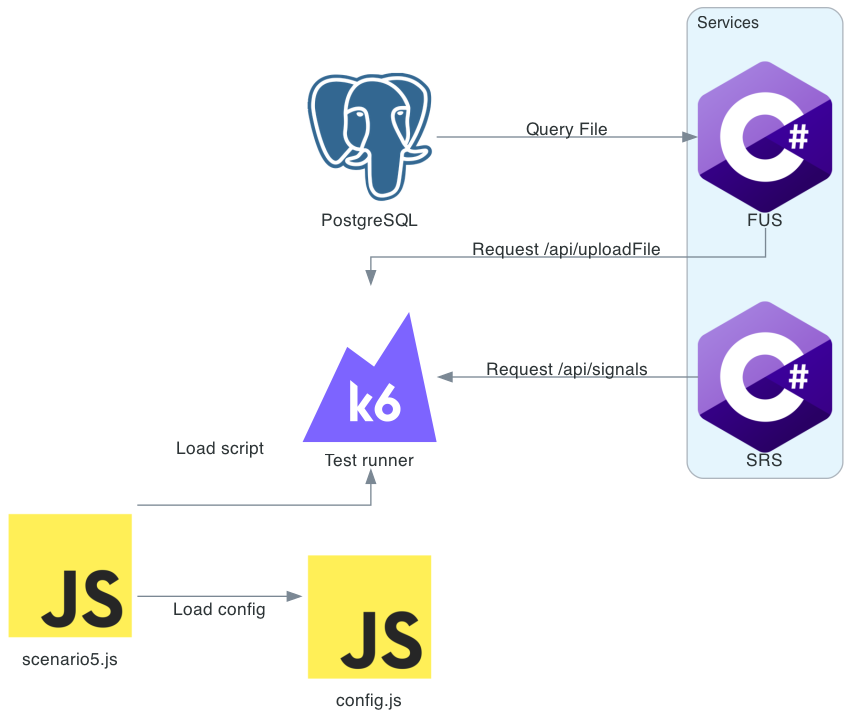 Services
C#
Query File
PostgreSQL
FUS
Request /api/uploadFile
C#
Request /api/signals
k6
Load script
Test runner
SRS
JS
JS
Load config
scenario5.js
config.js